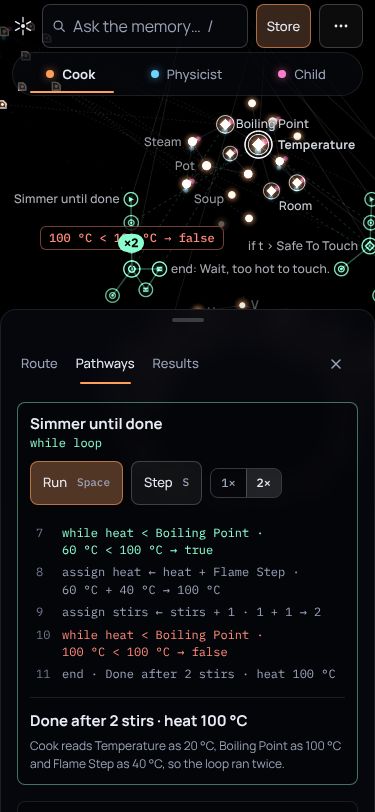 Ask the memory... /
Store
Cook
Physicist
Child
Boiling Point
Steam
Temperature
Pot
Soup
Room
Simmer until done
×2
if t > Safe To Touch
end: Wait, too hot to touch.
Route
Pathways
Results
Simmer until done
while loop
Run Space
Step S
1×
2×
7 while heat < Boiling Point ·
60 °C < 100 °C → true
8 assign heat ← heat + Flame Step ·
60 °C + 40 °C → 100 °C
9 assign stirs ← stirs + 1 · 1 + 1 → 2
10 while heat < Boiling Point ·
100 °C < 100 °C → false
11 end · Done after 2 stirs · heat 100 °C
Done after 2 stirs · heat 100 °C
Cook reads Temperature as 20 °C, Boiling Point as 100 °C
and Flame Step as 40 °C, so the loop ran twice.